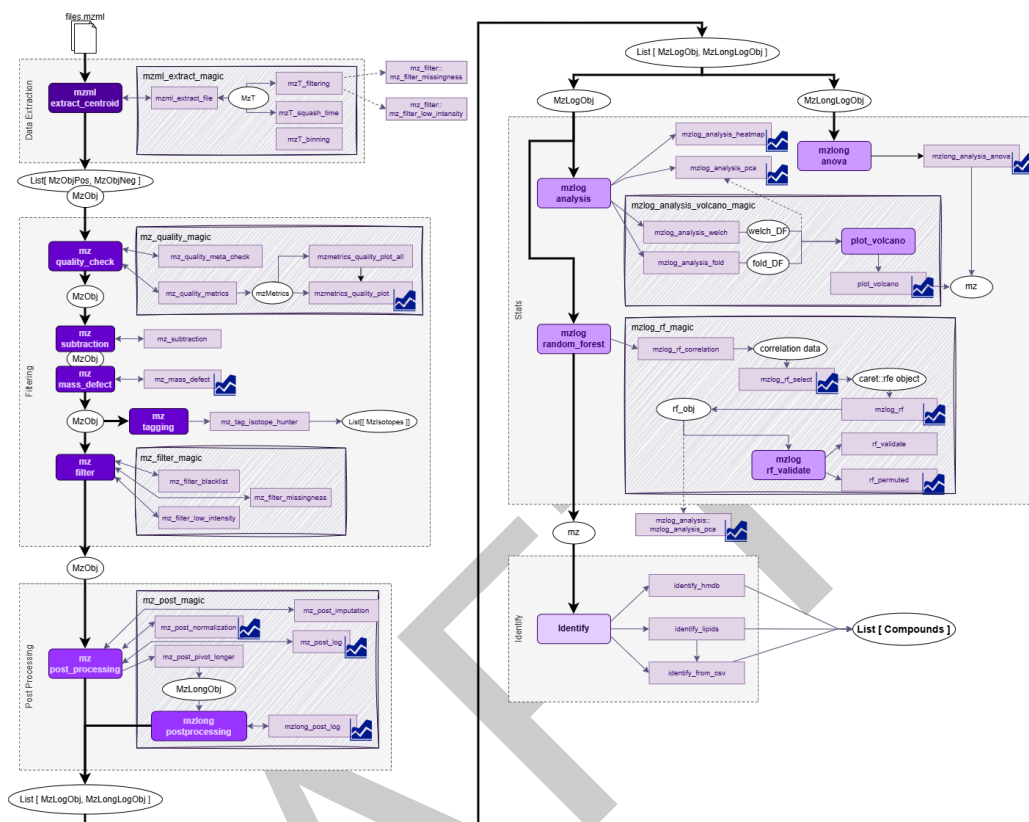 files.mzml
Data Extraction
mzml
extract_centroid
mzml_extract_magic
mzml_extract_file
MzT
mzT_filtering
mzT_squash_time
mzT_binning
mz_filter::
mz_filter_missingness
mz_filter::
mz_filter_low_intensity
List[ MzObjPos, MzObjNeg ]
MzObj
Filtering
mz
quality_check
mz_quality_magic
mz_quality_meta_check
mz_quality_metrics
mzMetrics
mzmetrics_quality_plot_all
mzmetrics_quality_plot
MzObj
mz
subtraction
mz_subtraction
MzObj
mz
mass_defect
mz_mass_defect
MzObj
mz
tagging
mz_tag_isotope_hunter
List[[ MzIsotopes ]]
mz
filter
mz_filter_magic
mz_filter_blacklist
mz_filter_missingness
mz_filter_low_intensity
MzObj
Post Processing
mz
post_processing
mz_post_magic
mz_post_imputation
mz_post_normalization
mz_post_log
mz_post_pivot_longer
MzLongObj
mzlong
postprocessing
mzlong_post_log
List [ MzLogObj, MzLongLogObj ]
List [ MzLogObj, MzLongLogObj ]
MzLogObj
MzLongLogObj
Stats
mzlog
analysis
mzlog_analysis_heatmap
mzlog_analysis_pca
mzlong
anova
mzlong_analysis_anova
mzlog_analysis_volcano_magic
mzlog_analysis_welch
welch_DF
mzlog_analysis_fold
fold_DF
plot_volcano
plot_volcano
mz
mzlog
random_forest
mzlog_rf_magic
mzlog_rf_correlation
correlation data
mzlog_rf_select
caret::rfe object
mzlog_rf
rf_obj
mzlog
rf_validate
rf_validate
rf_permuted
mzlog_analysis::
mzlog_analysis_pca
mz
Identify
Identify
identify_hmdb
identify_lipids
identify_from_csv
List [ Compounds ]